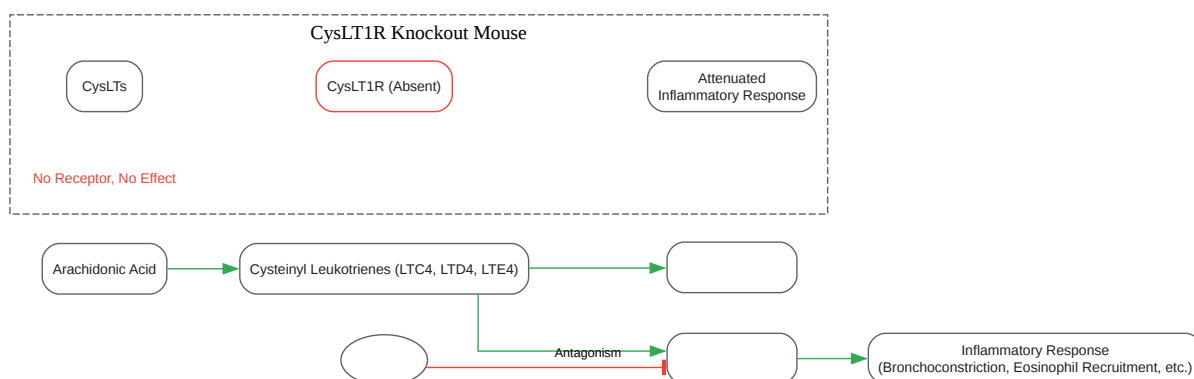 CysLT1R Knockout Mouse
CysLTs
CysLT1R (Absent)
Attenuated
Inflammatory Response
No Receptor, No Effect
Arachidonic Acid
Cysteinyl Leukotrienes (LTC4, LTD4, LTE4)
Antagonism
Inflammatory Response
(Bronchoconstriction, Eosinophil Recruitment, etc.)